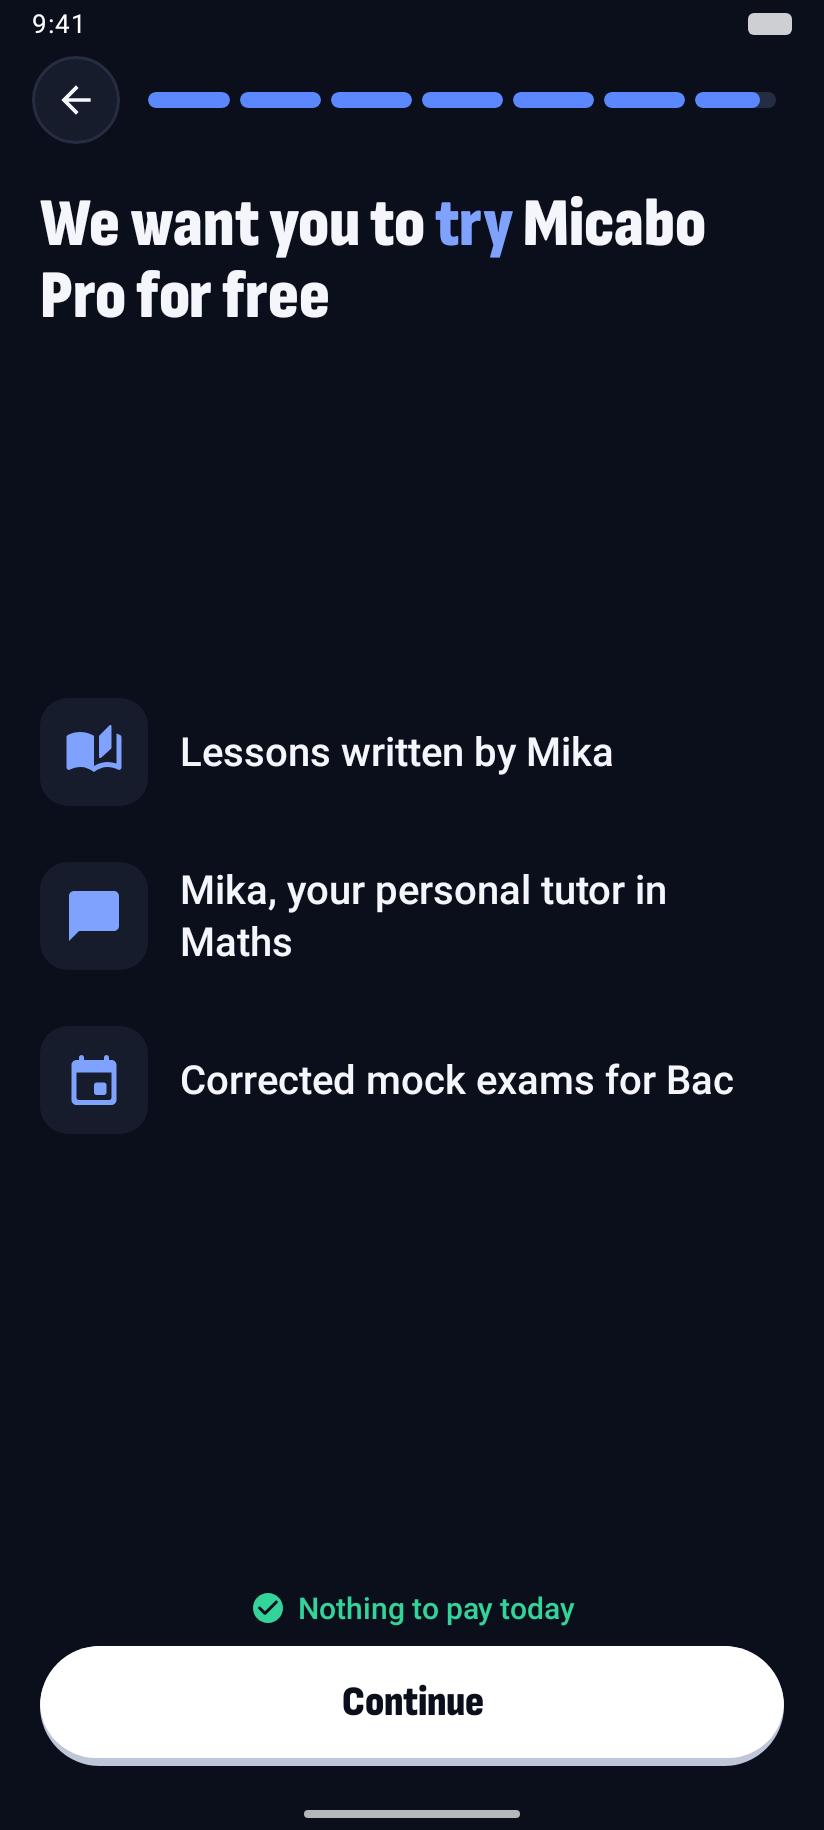 9:41
We want you to try Micabo
Pro for free
Lessons written by Mika
Mika, your personal tutor in
Maths
Corrected mock exams for Bac
Nothing to pay today
Continue